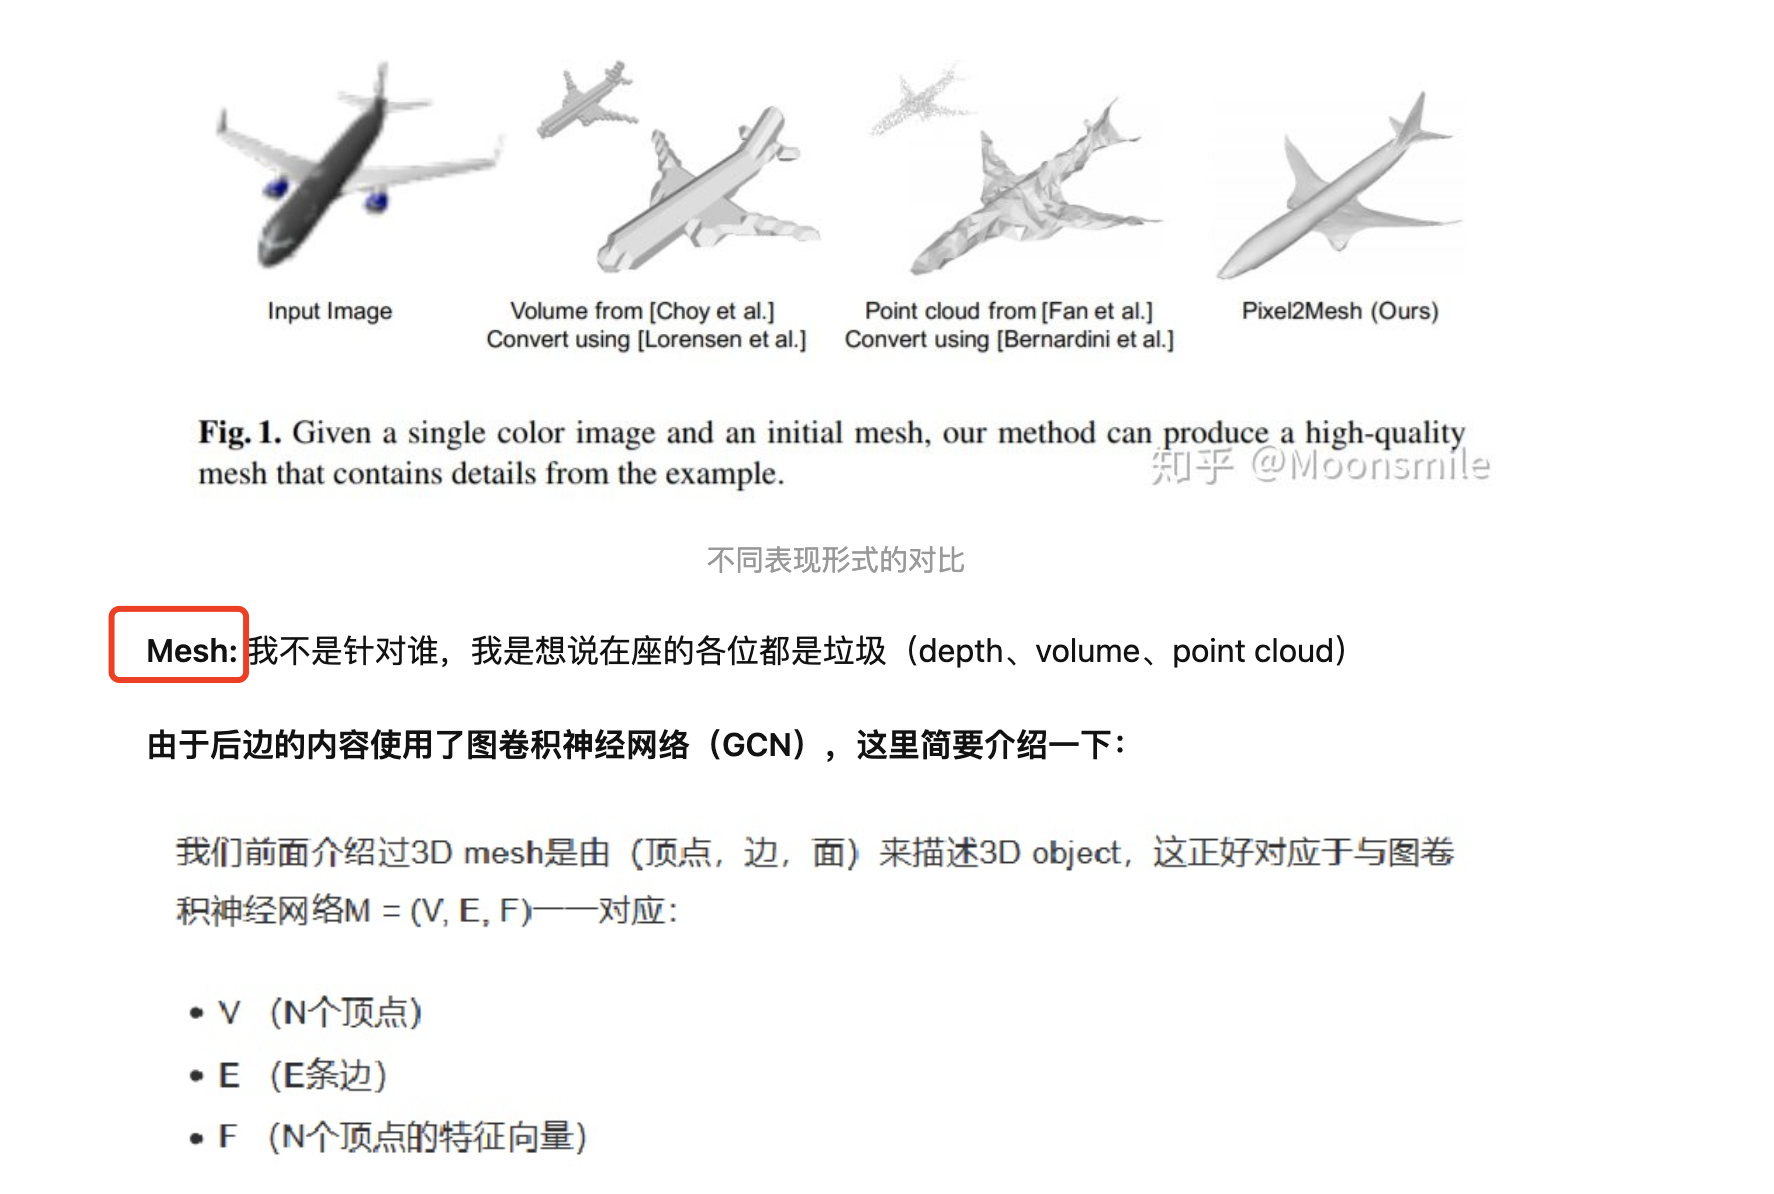 Input Image
Volume from [Choy et al.]
Convert using [Lorensen et al.]
Point cloud from [Fan et al.]
Convert using [Bernardini et al.]
Pixel2Mesh (Ours)
Fig. 1. Given a single color image and an initial mesh, our method can produce a high-quality
mesh that contains details from the example.
知乎 @Moonsmile
不同表现形式的对比
Mesh: 我不是针对谁，我是想说在座的各位都是垃圾（depth、volume、point cloud）
由于后边的内容使用了图卷积神经网络（GCN），这里简要介绍一下：
我们前面介绍过3D mesh是由（顶点，边，面）来描述3D object，这正好对应于与图卷
积神经网络M = (V, E, F)一一对应：
• V （N个顶点)
• E （E条边)
• F （N个顶点的特征向量)